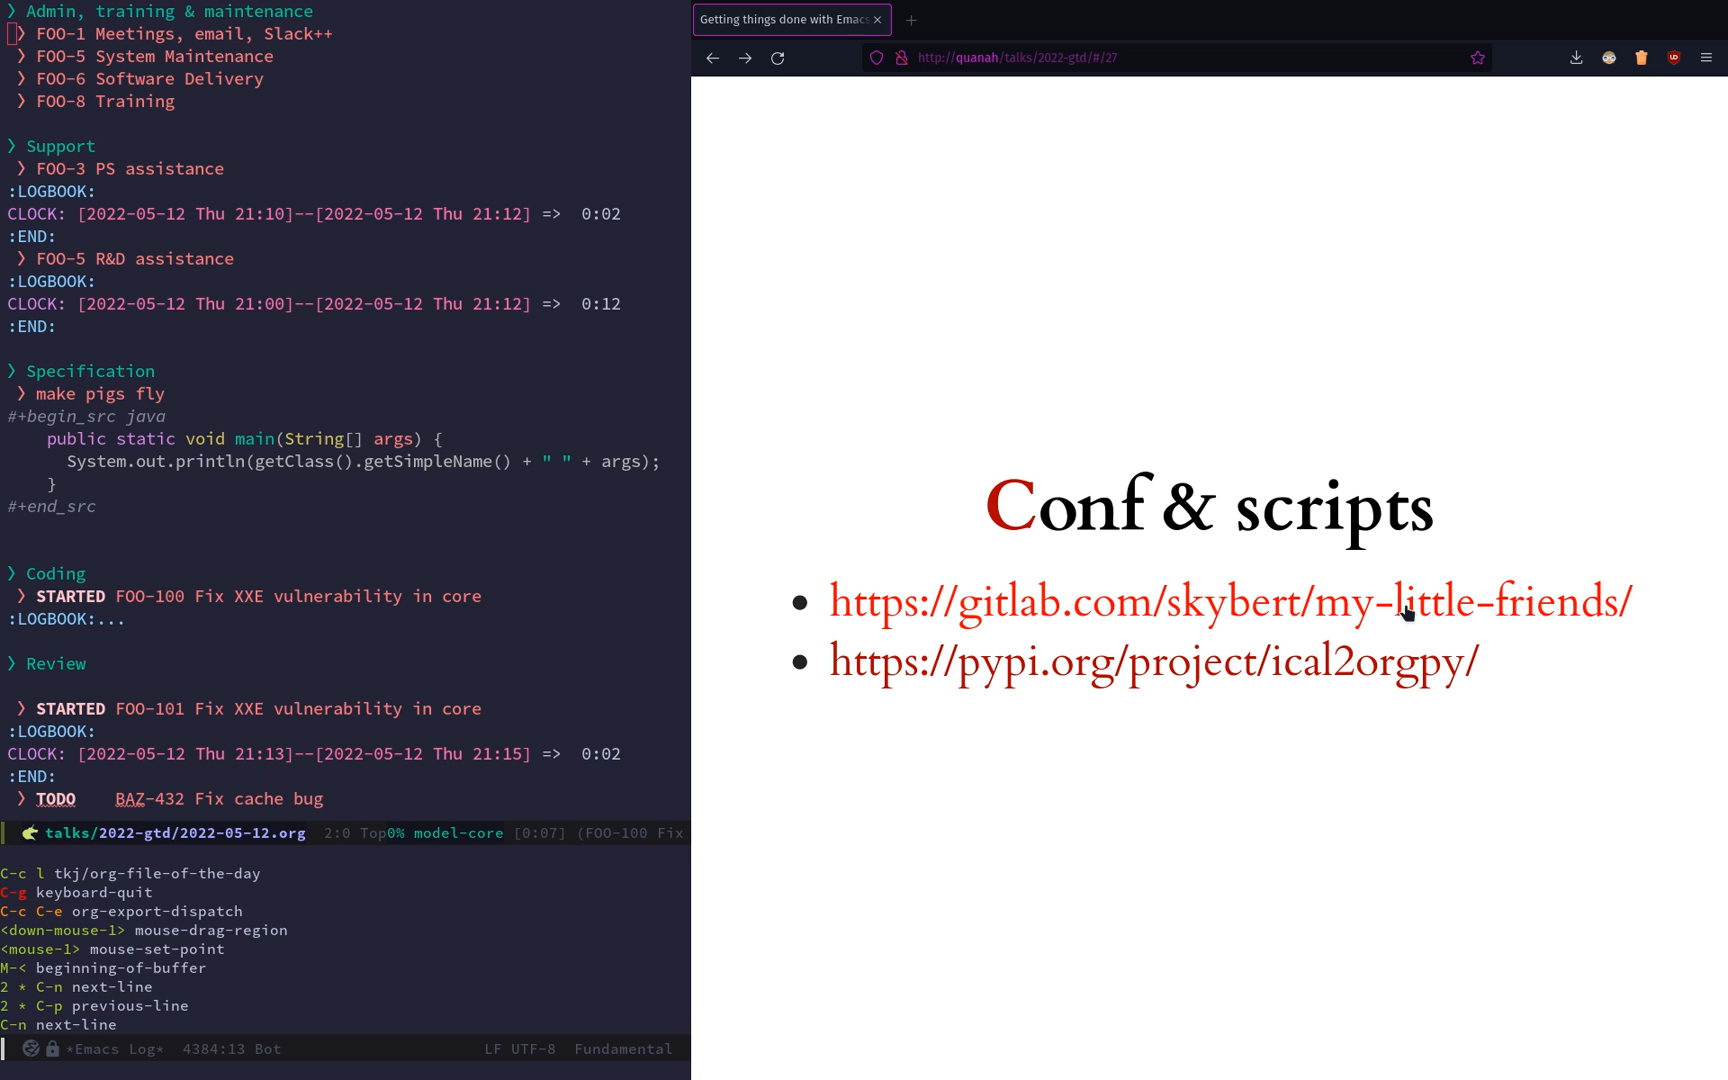 ❯ Admin, training & maintenance
❯ FOO-1 Meetings, email, Slack++
❯ FOO-5 System Maintenance
❯ FOO-6 Software Delivery
❯ FOO-8 Training
❯ Support
❯ FOO-3 PS assistance
:LOGBOOK:
CLOCK: [2022-05-12 Thu 21:10]--[2022-05-12 Thu 21:12] =>  0:02
:END:
❯ FOO-5 R&D assistance
:LOGBOOK:
CLOCK: [2022-05-12 Thu 21:00]--[2022-05-12 Thu 21:12] =>  0:12
:END:
❯ Specification
❯ make pigs fly
#+begin_src java
public static void main(String[] args) {
System.out.println(getClass().getSimpleName() + " " + args);
}
#+end_src
❯ Coding
❯ STARTED FOO-100 Fix XXE vulnerability in core
:LOGBOOK:...
❯ Review
❯ STARTED FOO-101 Fix XXE vulnerability in core
:LOGBOOK:
CLOCK: [2022-05-12 Thu 21:13]--[2022-05-12 Thu 21:15] =>  0:02
:END:
❯ TODO    BAZ-432 Fix cache bug
talks/2022-gtd/2022-05-12.org  2:0 Top0% model-core [0:07] (FOO-100 Fix
C-c l tkj/org-file-of-the-day
C-g keyboard-quit
C-c C-e org-export-dispatch
<down-mouse-1> mouse-drag-region
<mouse-1> mouse-set-point
M-< beginning-of-buffer
2 * C-n next-line
2 * C-p previous-line
C-n next-line
*Emacs Log*  4384:13 Bot  LF UTF-8  Fundamental
Getting things done with Emacs
http://quanah/talks/2022-gtd/#/27
Conf & scripts
• https://gitlab.com/skybert/my-little-friends/
• https://pypi.org/project/ical2orgpy/